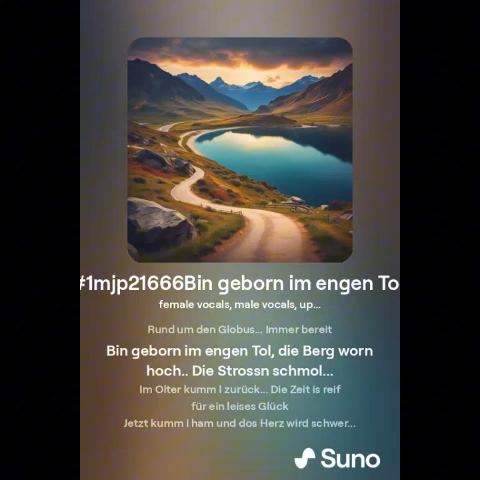 #1mjp21666Bin geborn im engen To
female vocals, male vocals, up...
Rund um den Globus... Immer bereit
Bin geborn im engen Tol, die Berg worn
hoch.. Die Strossn schmol...
Im Olter kumm I zurück... Die Zeit is reif
für ein leises Glück
Jetzt kumm i ham und dos Herz wird schwer...
Suno